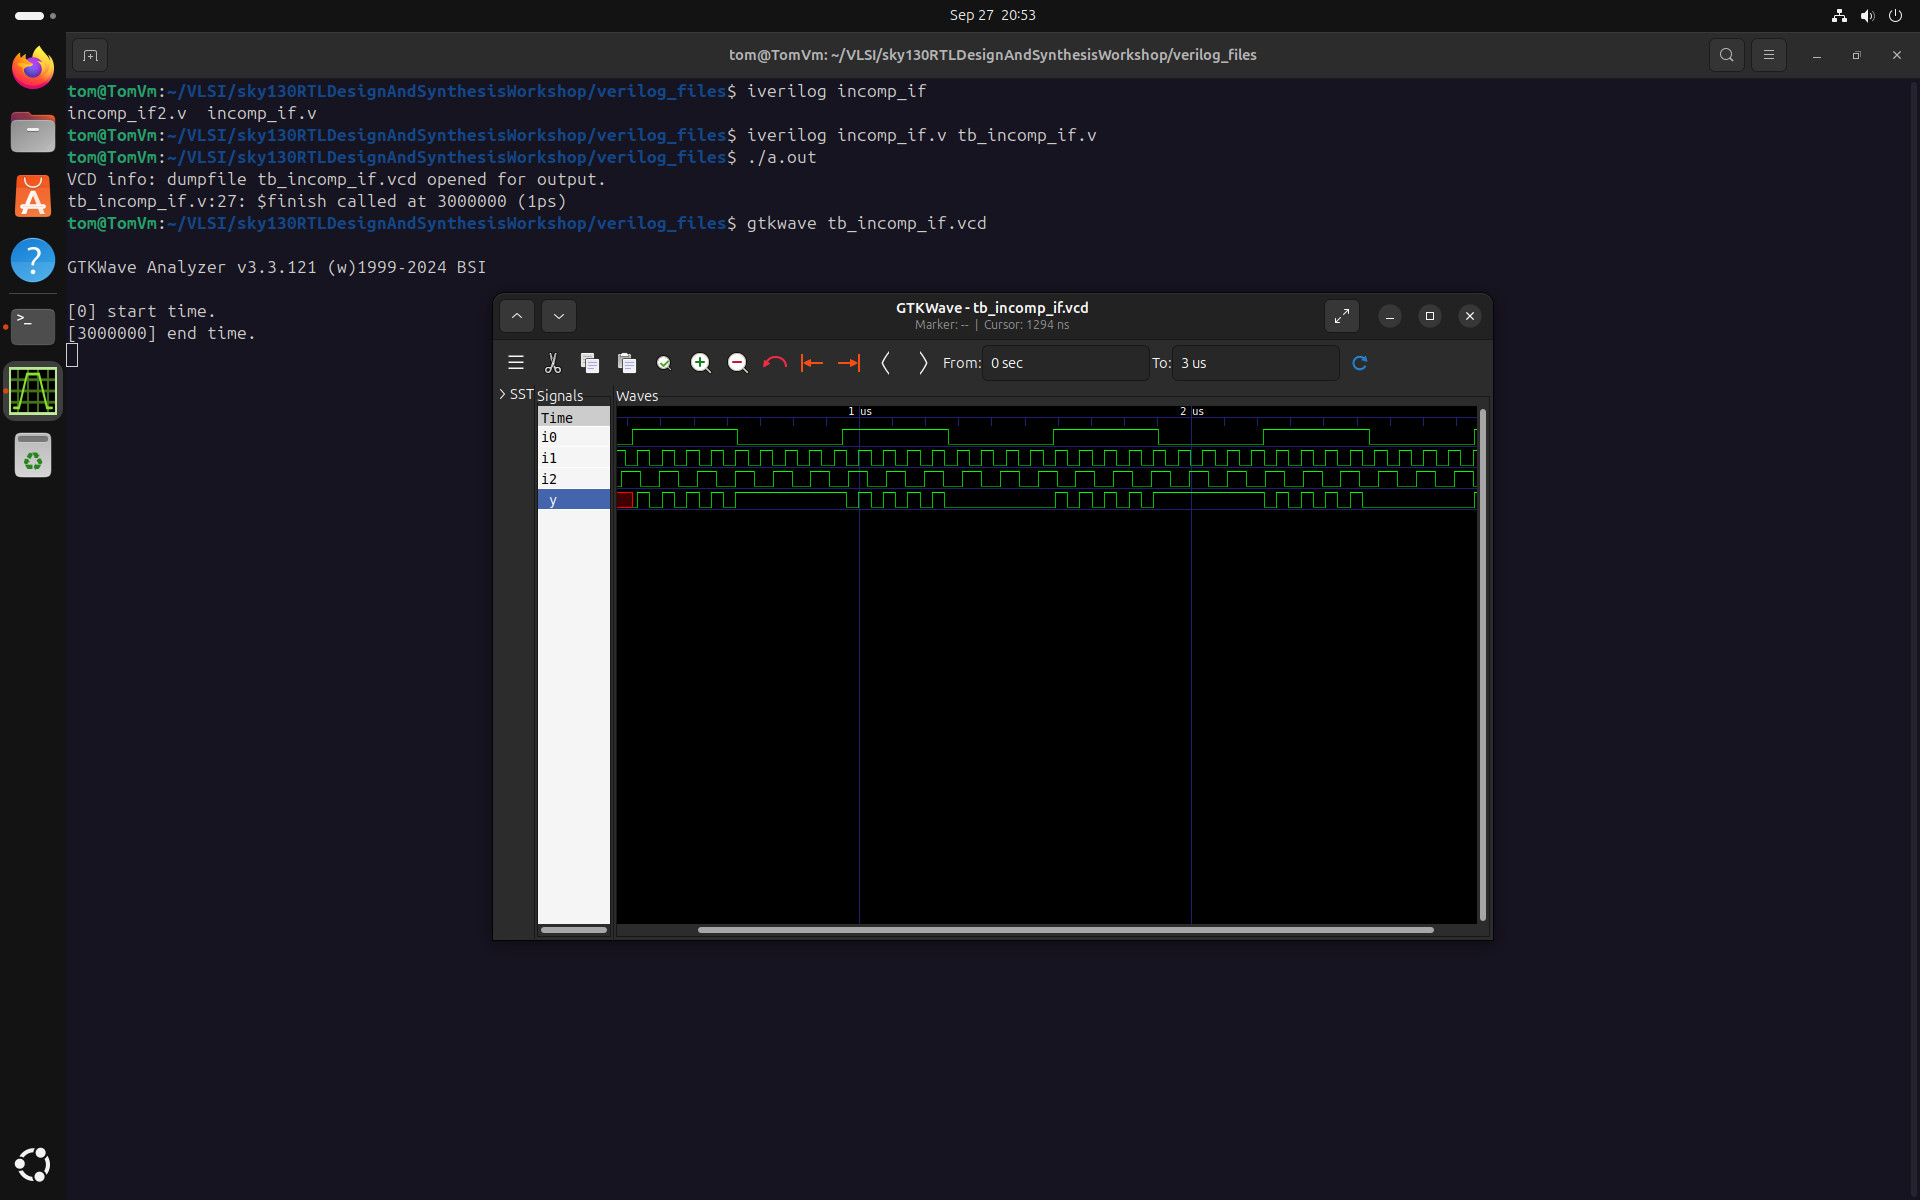 Sep 27 20:53
tom@TomVm: ~/VLSI/sky130RTLDesignAndSynthesisWorkshop/verilog_files
tom@TomVm:~/VLSI/sky130RTLDesignAndSynthesisWorkshop/verilog_files$ iverilog incomp_if
incomp_if2.v  incomp_if.v
tom@TomVm:~/VLSI/sky130RTLDesignAndSynthesisWorkshop/verilog_files$ iverilog incomp_if.v tb_incomp_if.v
tom@TomVm:~/VLSI/sky130RTLDesignAndSynthesisWorkshop/verilog_files$ ./a.out
VCD info: dumpfile tb_incomp_if.vcd opened for output.
tb_incomp_if.v:27: $finish called at 3000000 (1ps)
tom@TomVm:~/VLSI/sky130RTLDesignAndSynthesisWorkshop/verilog_files$ gtkwave tb_incomp_if.vcd
GTKWave Analyzer v3.3.121 (w)1999-2024 BSI
[0] start time.
[3000000] end time.
GTKWave - tb_incomp_if.vcd
Marker: -- | Cursor: 1294 ns
From: 0 sec To: 3 us
SST
Signals
Waves
Time
1 us
2 us
i0
i1
i2
y